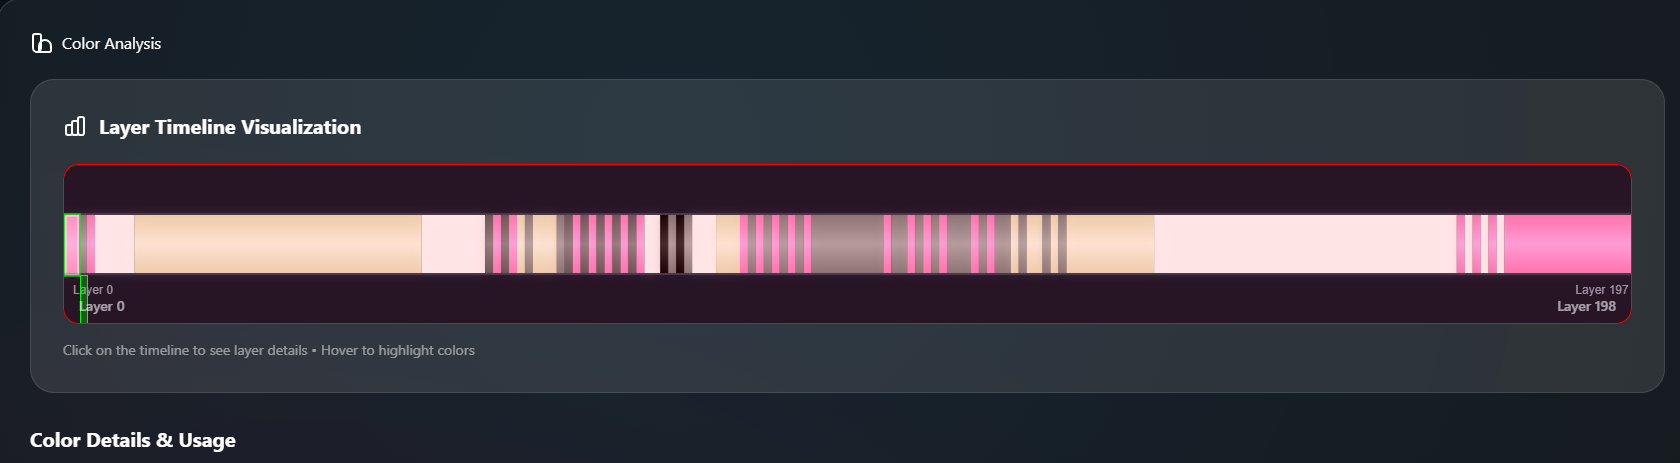 Color Analysis
Layer Timeline Visualization
Layer 0
Layer 197
Layer 0
Layer 198
Click on the timeline to see layer details • Hover to highlight colors
Color Details & Usage